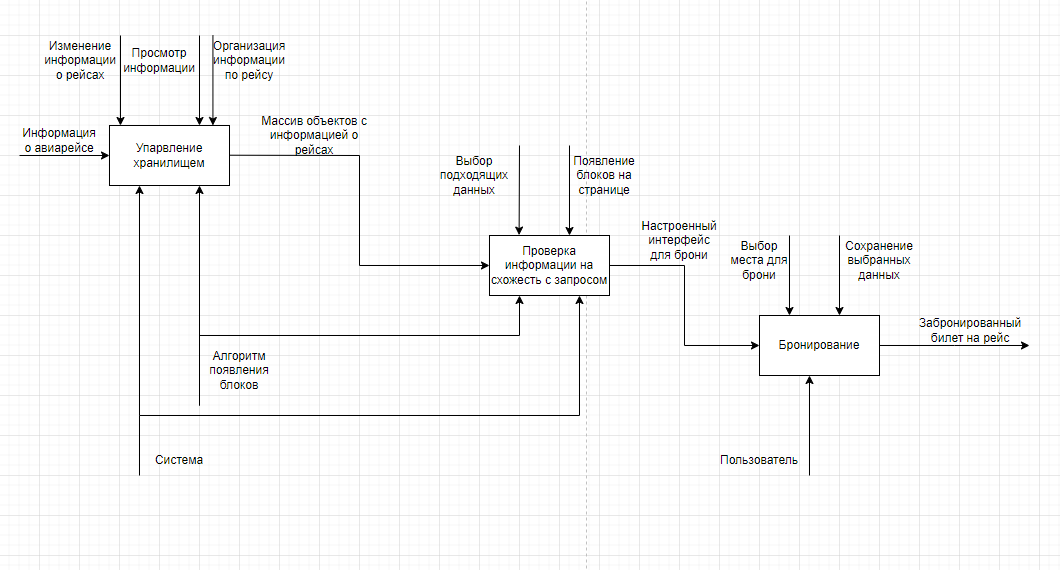 Изменение
информации
о рейсах
Просмотр
информации
Организация
информации
по рейсу
Информация
о авиарейсе
Упарвление
хранилищем
Массив объектов с
информацией о
рейсах
Выбор
подходящих
данных
Появление
блоков на
странице
Проверка
информации на
схожесть с запросом
Настроенный
интерфейс
для брони
Выбор
места для
брони
Сохранение
выбранных
данных
Бронирование
Забронированный
билет на рейс
Алгоритм
появления
блоков
Система
Пользователь